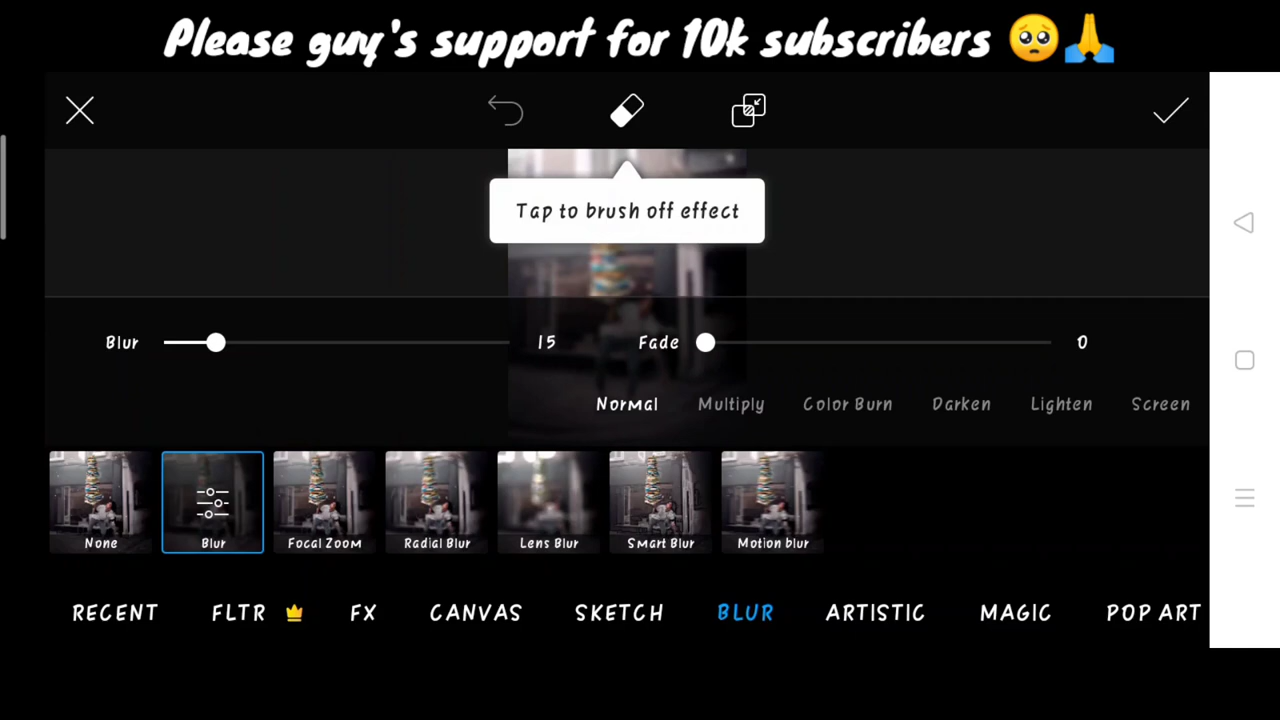 Please guy's support for 10k subscribers 🥺🙏
Tap to brush off effect
Blur 15 Fade 0
Normal Multiply Color Burn Darken Lighten Screen
None Blur Focal Zoom Radial Blur Lens Blur Smart Blur Motion blur
RECENT FLTR FX CANVAS SKETCH BLUR ARTISTIC MAGIC POP ART